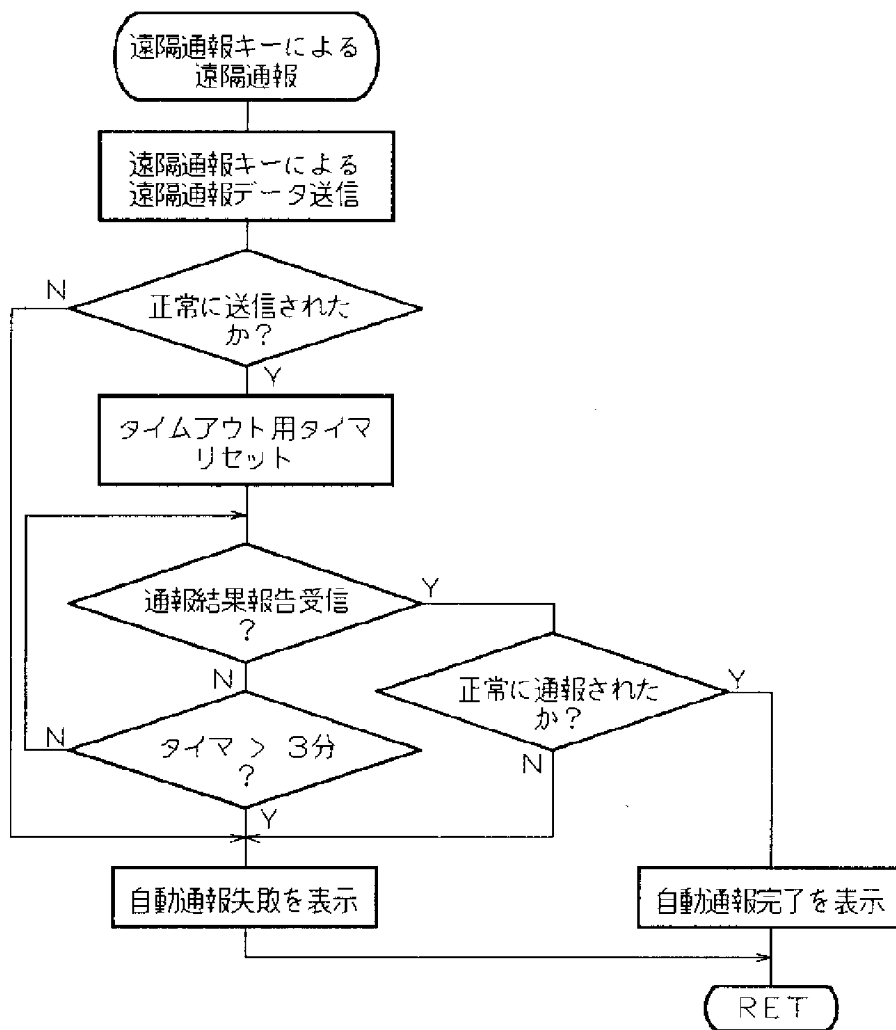 遠隔通報キーによる
遠隔通報
遠隔通報キーによる
遠隔通報データ送信
N
正常に送信された
か?
Y
タイムアウト用タイマ
リセット
通報結果報告受信
?
Y
N
正常に通報された
か?
Y
N
タイマ > 3分
?
N
Y
自動通報失敗を表示
自動通報完了を表示
RET